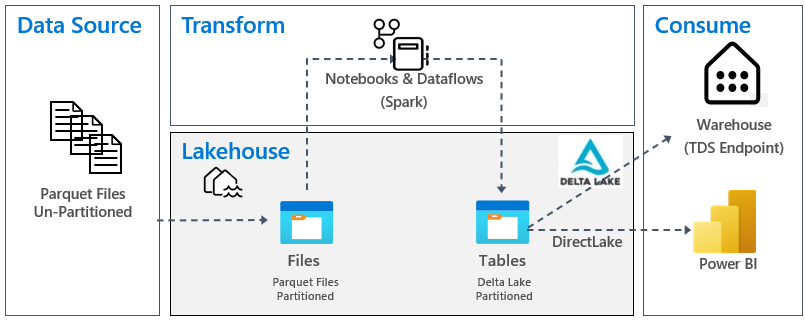 Data Source
Transform
Consume
Notebooks & Dataflows
(Spark)
Warehouse
(TDS Endpoint)
Lakehouse
DELTA LAKE
Parquet Files
Un-Partitioned
Files
Parquet Files
Partitioned
Tables
Delta Lake
Partitioned
DirectLake
Power BI